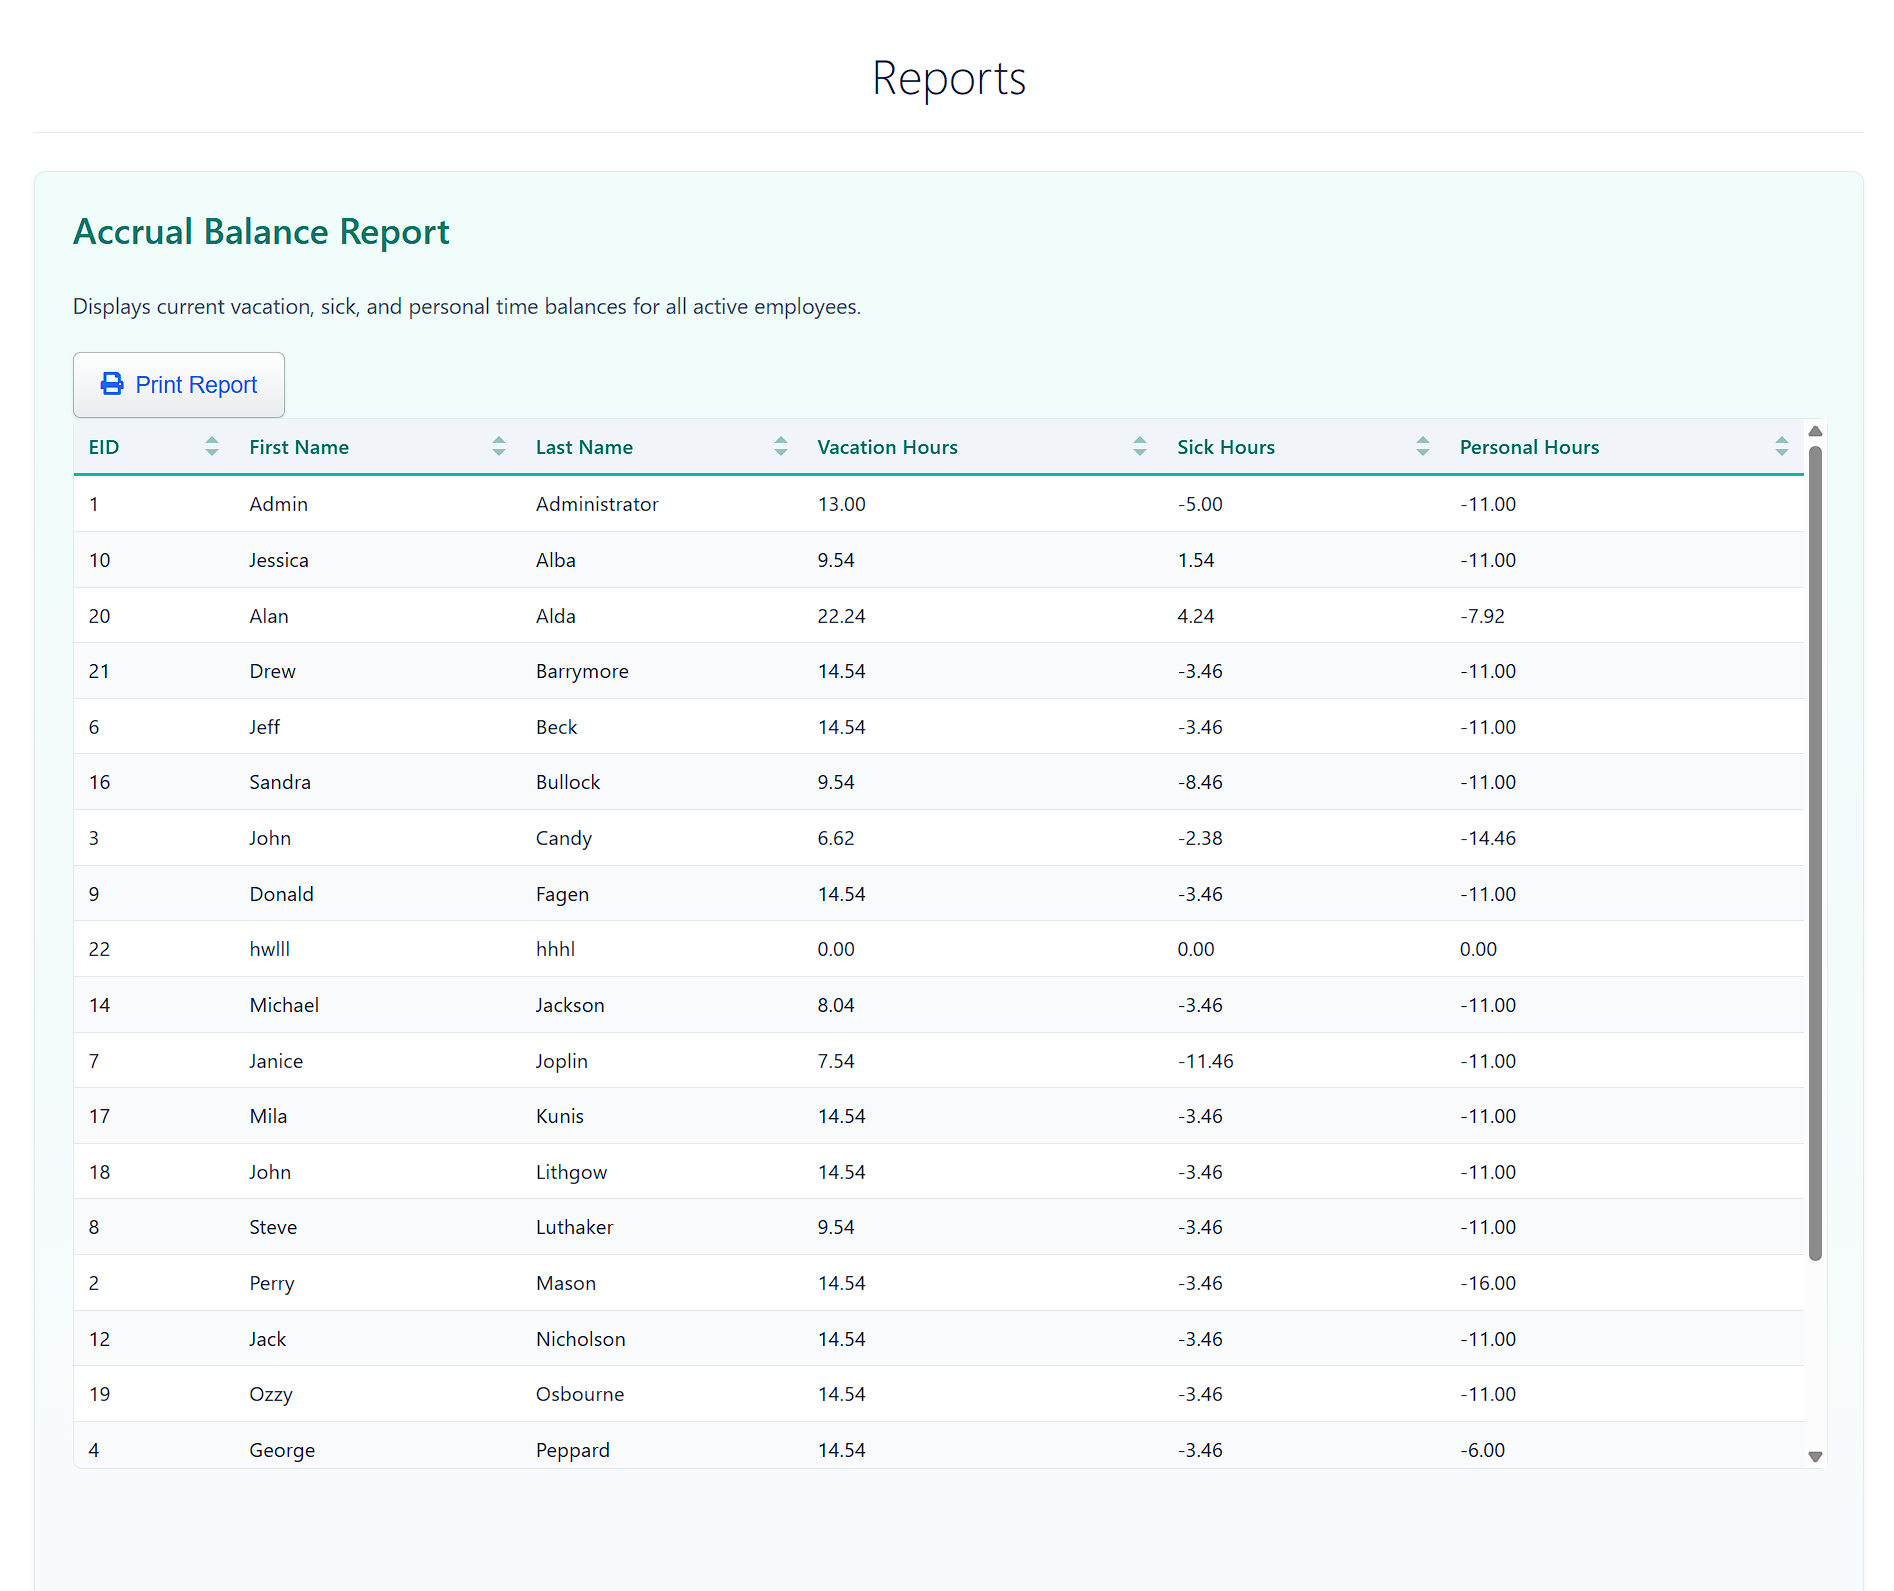 Reports
Accrual Balance Report
Displays current vacation, sick, and personal time balances for all active employees.
Print Report
EID First Name Last Name Vacation Hours Sick Hours Personal Hours
1 Admin Administrator 13.00 -5.00 -11.00
10 Jessica Alba 9.54 1.54 -11.00
20 Alan Alda 22.24 4.24 -7.92
21 Drew Barrymore 14.54 -3.46 -11.00
6 Jeff Beck 14.54 -3.46 -11.00
16 Sandra Bullock 9.54 -8.46 -11.00
3 John Candy 6.62 -2.38 -14.46
9 Donald Fagen 14.54 -3.46 -11.00
22 hwlll hhhl 0.00 0.00 0.00
14 Michael Jackson 8.04 -3.46 -11.00
7 Janice Joplin 7.54 -11.46 -11.00
17 Mila Kunis 14.54 -3.46 -11.00
18 John Lithgow 14.54 -3.46 -11.00
8 Steve Luthaker 9.54 -3.46 -11.00
2 Perry Mason 14.54 -3.46 -16.00
12 Jack Nicholson 14.54 -3.46 -11.00
19 Ozzy Osbourne 14.54 -3.46 -11.00
4 George Peppard 14.54 -3.46 -6.00